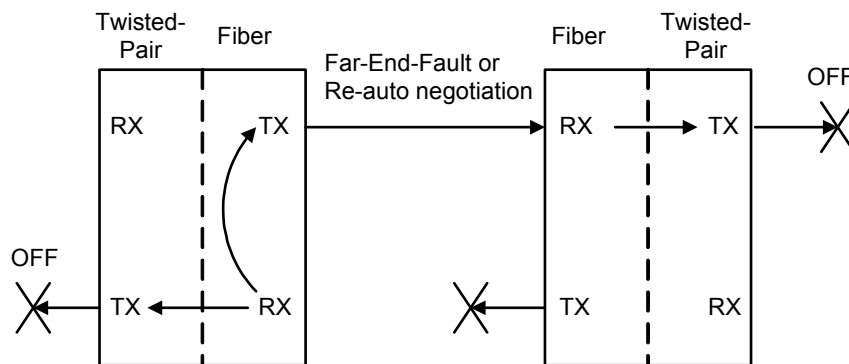 Twisted-
Pair
Fiber
Far-End-Fault or
Re-auto negotiation
Fiber
Twisted-
Pair
OFF
RX
TX
RX
TX
OFF
TX
RX
TX
RX